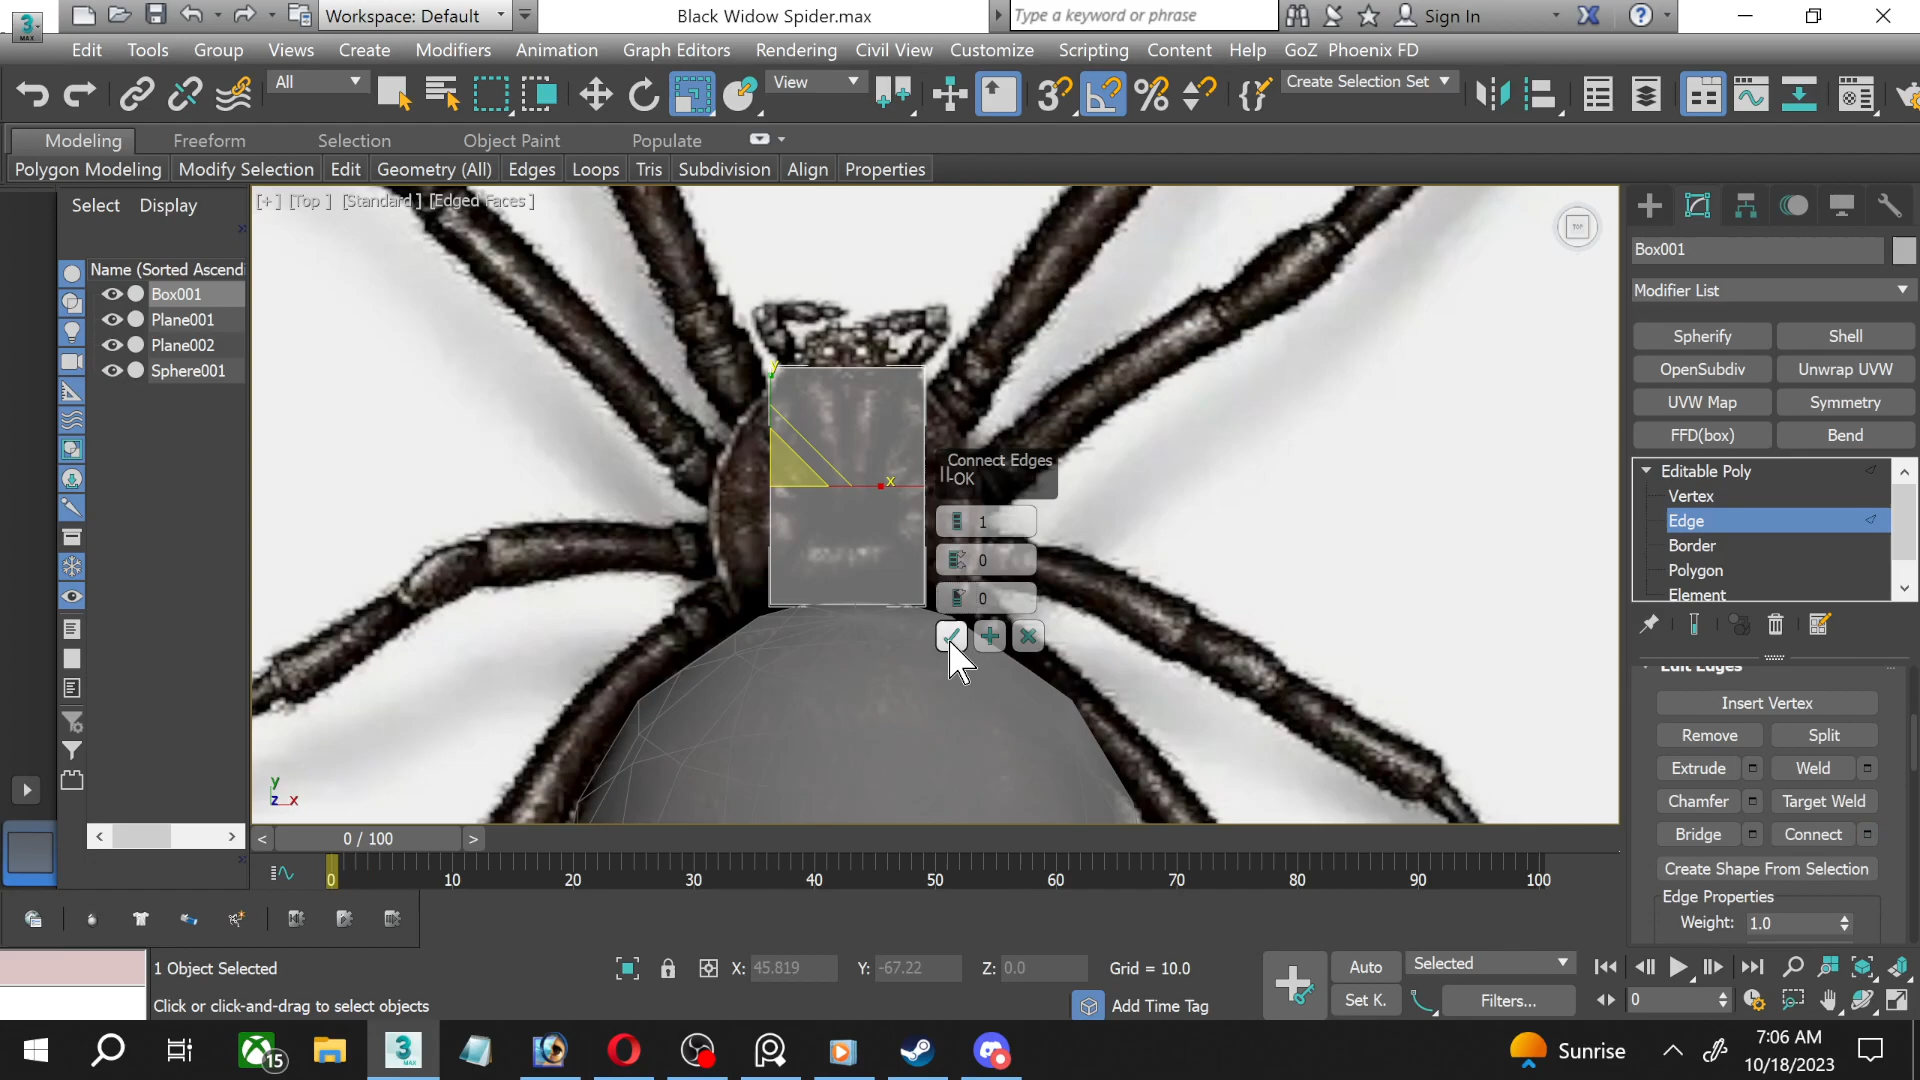 Workspace: Default
Black Widow Spider.max
Type a keyword or phrase
Sign In
Edit Tools Group Views Create Modifiers Animation Graph Editors Rendering Civil View Customize Scripting Content Help GoZ Phoenix FD
All
View
Create Selection Set
Modeling Freeform Selection Object Paint Populate
Polygon Modeling Modify Selection Edit Geometry (All) Edges Loops Tris Subdivision Align Properties
Select Display
Name (Sorted Ascendi
Box001
Plane001
Plane002
Sphere001
[+] [Top ] [Standard ] [Edged Faces ]
TOP
Connect Edges
-OK
1
0
0
y
x
y
z x
Box001
Modifier List
Spherify Shell
OpenSubdiv Unwrap UVW
UVW Map Symmetry
FFD(box) Bend
Editable Poly
Vertex
Edge
Border
Polygon
Element
Edit Edges
Insert Vertex
Remove Split
Extrude Weld
Chamfer Target Weld
Bridge Connect
Create Shape From Selection
Edge Properties
Weight: 1.0
< 0 / 100 >
0 10 20 30 40 50 60 70 80 90 100
1 Object Selected
X: 45.819 Y: -67.22 Z: 0.0 Grid = 10.0
Auto Selected
Click or click-and-drag to select objects
Add Time Tag
Set K. Filters... 0
15
Sunrise
7:06 AM
10/18/2023